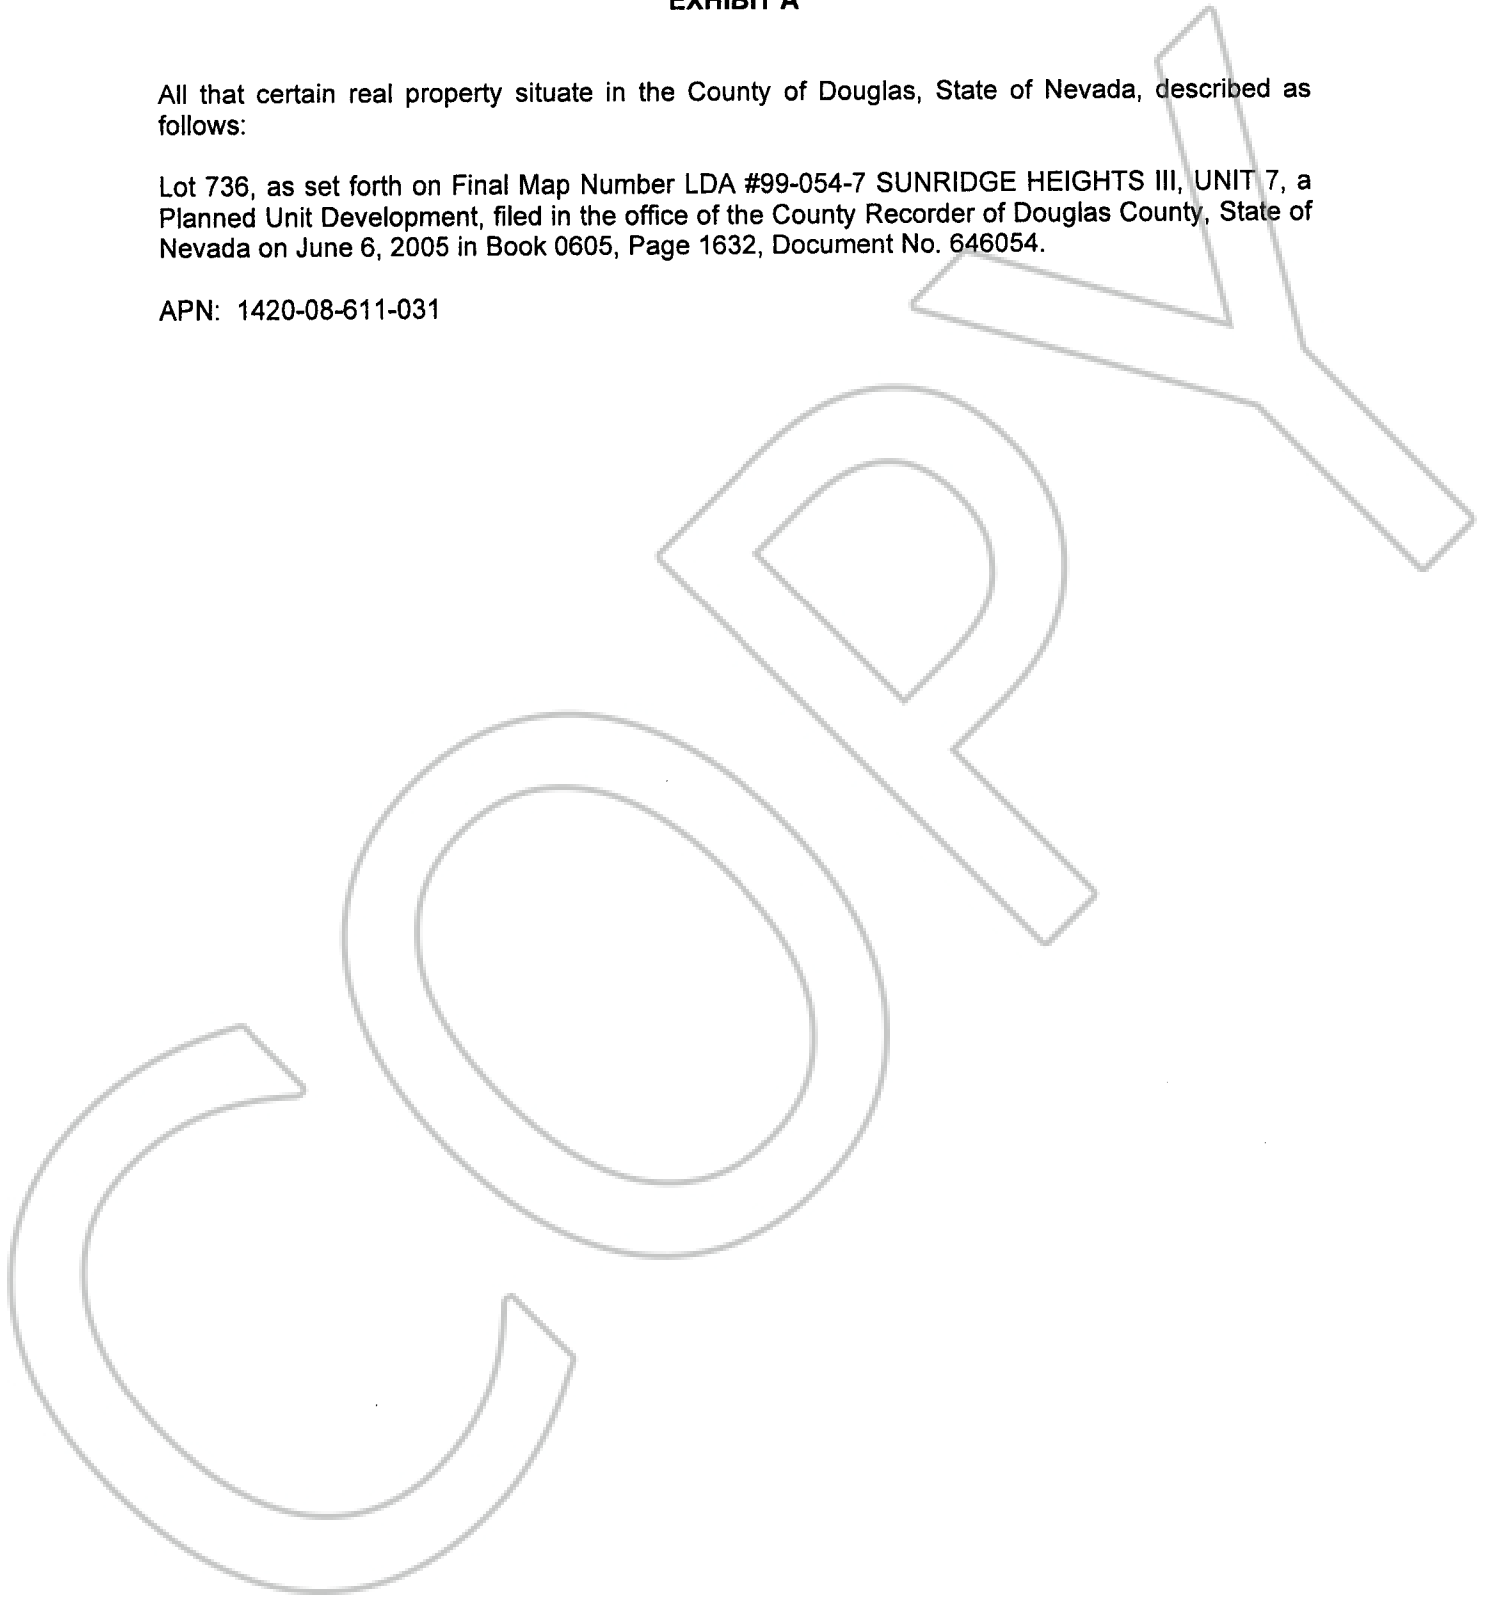 EXHIBIT A
All that certain real property situate in the County of Douglas, State of Nevada, described as
follows:
Lot 736, as set forth on Final Map Number LDA #99-054-7 SUNRIDGE HEIGHTS III, UNIT 7, a
Planned Unit Development, filed in the office of the County Recorder of Douglas County, State of
Nevada on June 6, 2005 in Book 0605, Page 1632, Document No. 646054.
APN: 1420-08-611-031
COPY